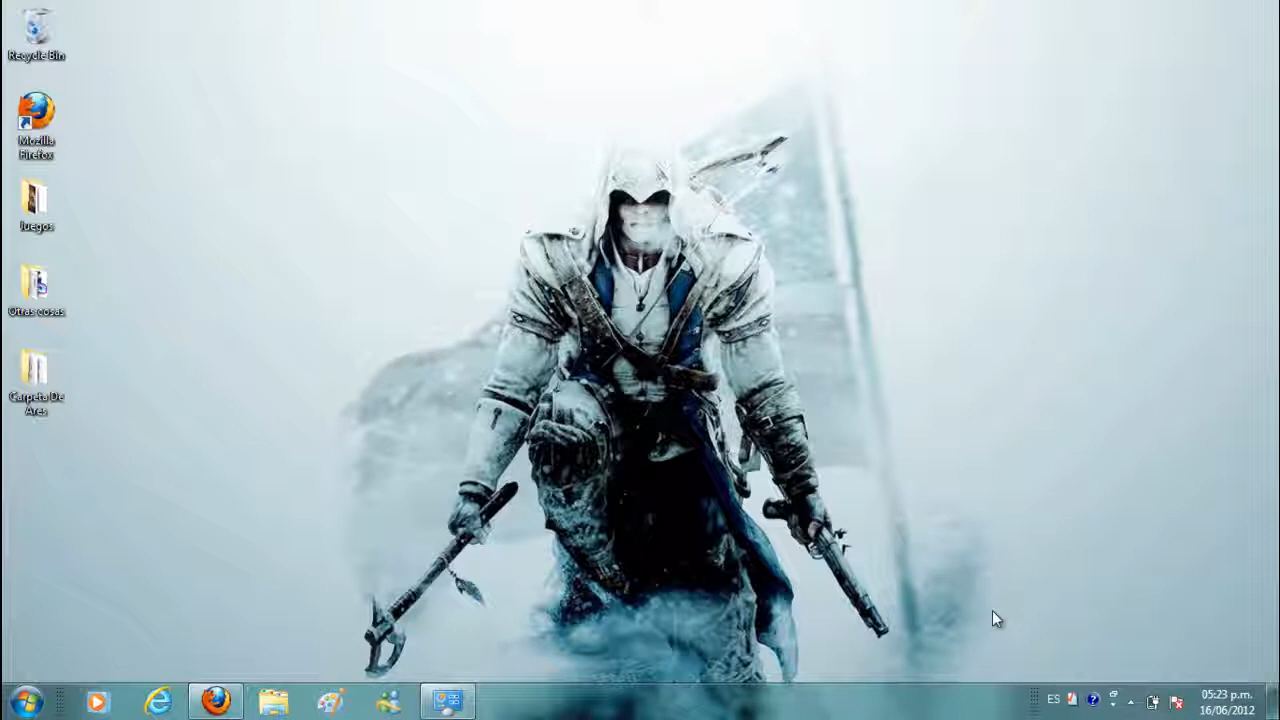 Recycle Bin
Mozilla
Firefox
Juegos
Otras cosas
Carpeta De
Ares
ES
05:23 p.m.
16/06/2012